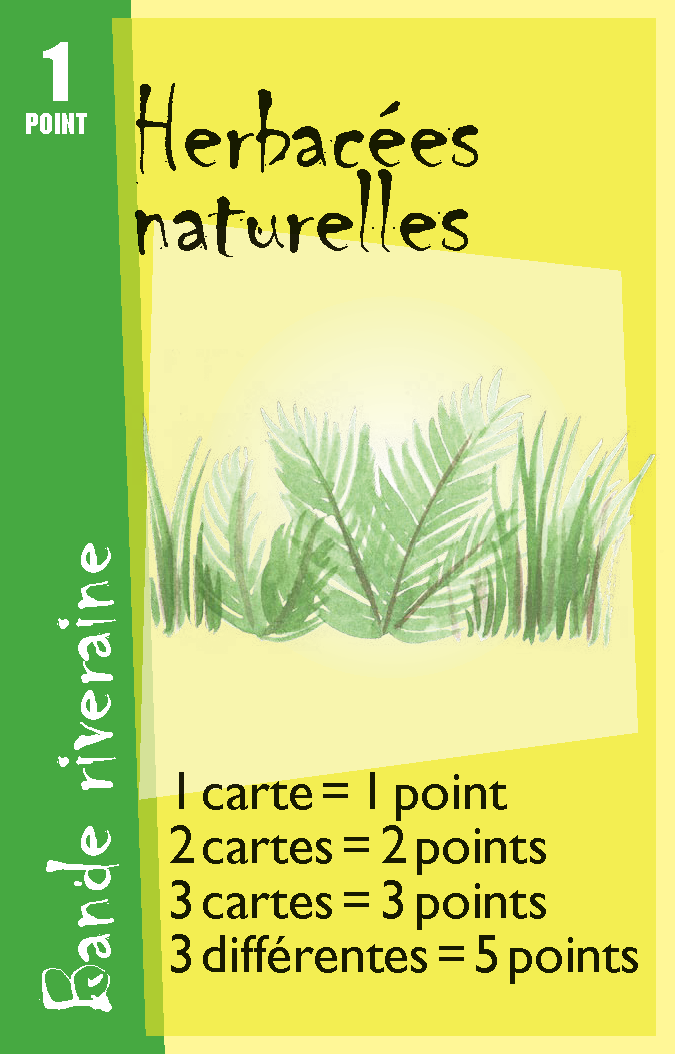 1
POINT
Herbacées
naturelles
Bande riveraine
1 carte = 1 point
2 cartes = 2 points
3 cartes = 3 points
3 différentes = 5 points